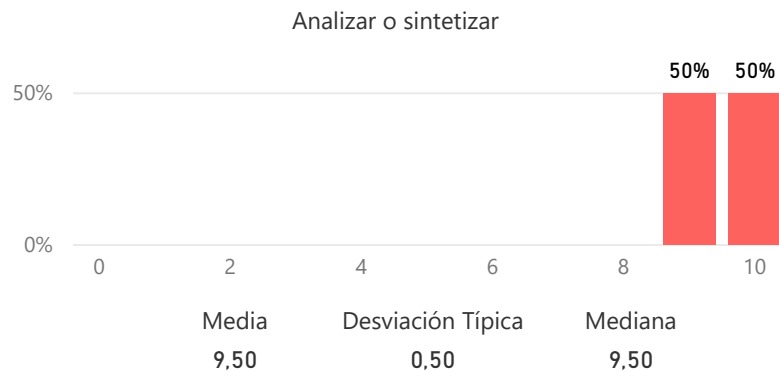 Analizar o sintetizar
50% 50%
50%
0%
0 2 4 6 8 10
Media Desviación Típica Mediana
9,50 0,50 9,50